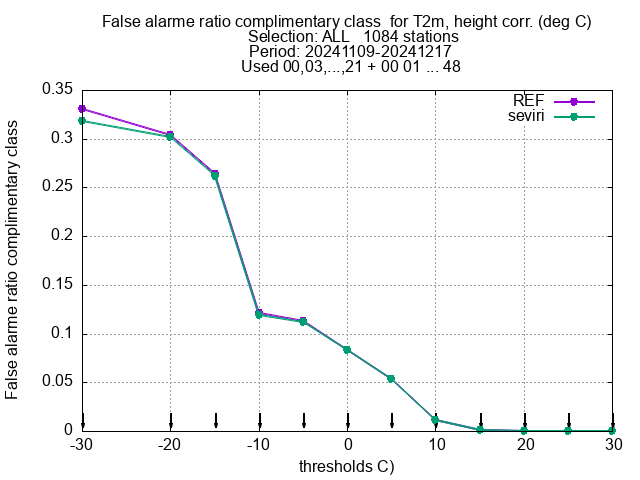 False alarme ratio complimentary class  for T2m, height corr. (deg C)
Selection: ALL   1084 stations
Period: 20241109-20241217
Used 00,03,...,21 + 00 01 ... 48
REF
seviri
False alarme ratio complimentary class
0.35
0.3
0.25
0.2
0.15
0.1
0.05
0
-30 -20 -10 0 10 20 30
thresholds C)